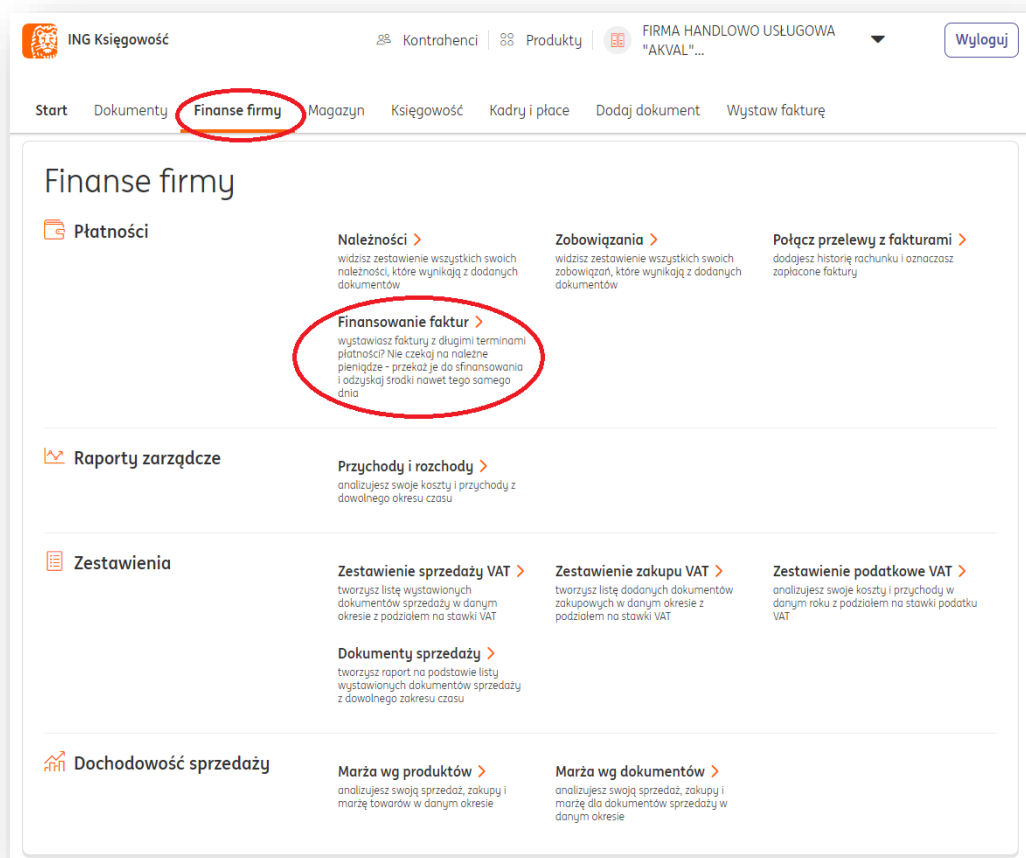 ING Księgowość
Kontrahenci
Produkty
FIRMA HANDLOWO USŁUGOWA
"AKVAL"...
Wyloguj
Start Dokumenty Finanse firmy Magazyn Księgowość Kadry i płace Dodaj dokument Wystaw fakturę
Finanse firmy
Płatności
Należności
widzisz zestawienie wszystkich swoich
należności, które wynikają z dodanych
dokumentów
Zobowiązania
widzisz zestawienie wszystkich swoich
zobowiązań, które wynikają z dodanych
dokumentów
Połącz przelewy z fakturami
dodajesz historię rachunku i oznaczasz
zapłacone faktury
Finansowanie faktur
wystawiasz faktury z długimi terminami
płatności? Nie czekaj na należne
pieniądze - przekaż je do sfinansowania
i odzyskaj środki nawet tego samego
dnia
Raporty zarządcze
Przychody i rozchody
analizujesz swoje koszty i przychody z
dowolnego okresu czasu
Zestawienia
Zestawienie sprzedaży VAT
tworzysz listę wystawionych
dokumentów sprzedaży w danym
okresie z podziałem na stawki VAT
Zestawienie zakupu VAT
tworzysz listę dodanych dokumentów
zakupowych w danym okresie z
podziałem na stawki VAT
Zestawienie podatkowe VAT
analizujesz swoje koszty i przychody w
danym roku z podziałem na stawki podatku
VAT
Dokumenty sprzedaży
tworzysz raport na podstawie listy
wystawionych dokumentów sprzedaży
z dowolnego zakresu czasu
Dochodowość sprzedaży
Marża wg produktów
analizujesz swoją sprzedaż, zakupy i
marżę towarów w danym okresie
Marża wg dokumentów
analizujesz swoją sprzedaż, zakupy i
marżę dla dokumentów sprzedaży w
danym okresie